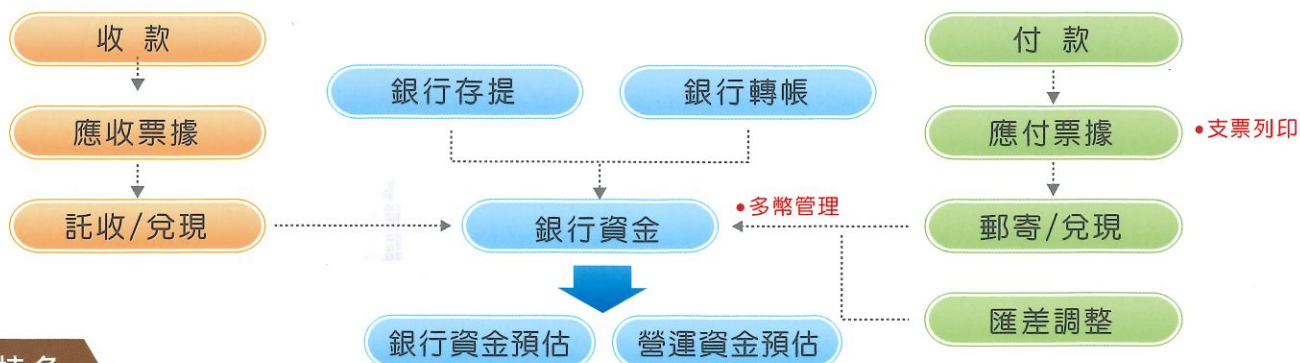 收款
應收票據
託收/兌現
銀行存提
銀行轉帳
銀行資金
•多幣管理
銀行資金預估
營運資金預估
付款
應付票據
•支票列印
郵寄/兌現
匯差調整
特色